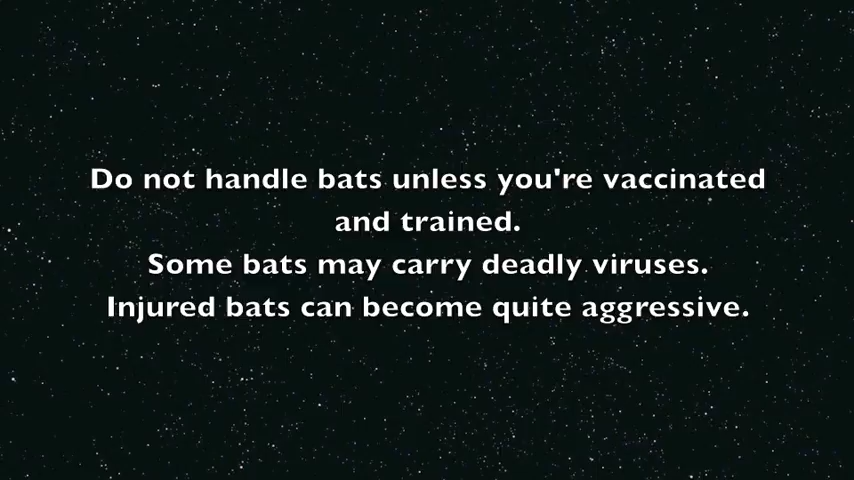 Do not handle bats unless you're vaccinated
and trained.
Some bats may carry deadly viruses.
Injured bats can become quite aggressive.